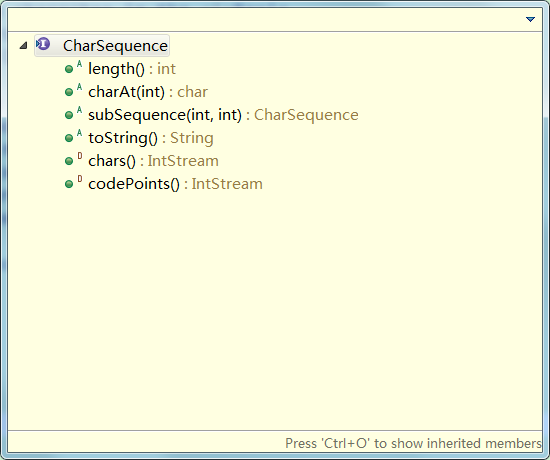 CharSequence
A length() : int
A charAt(int) : char
A subSequence(int, int) : CharSequence
A toString() : String
D chars() : IntStream
D codePoints() : IntStream
Press 'Ctrl+O' to show inherited members